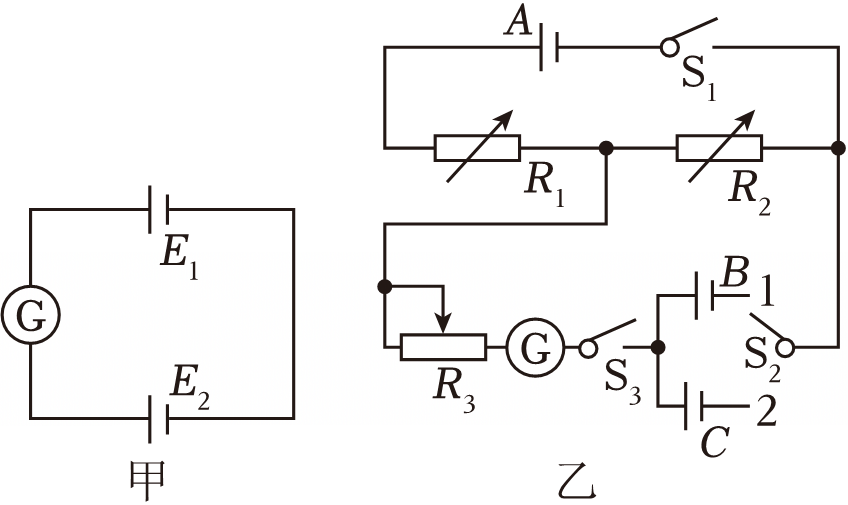 A
S₁
R₁
R₂
E₁
G
E₂
甲
B
1
G
S₂
R₃
S₃
C
2
乙